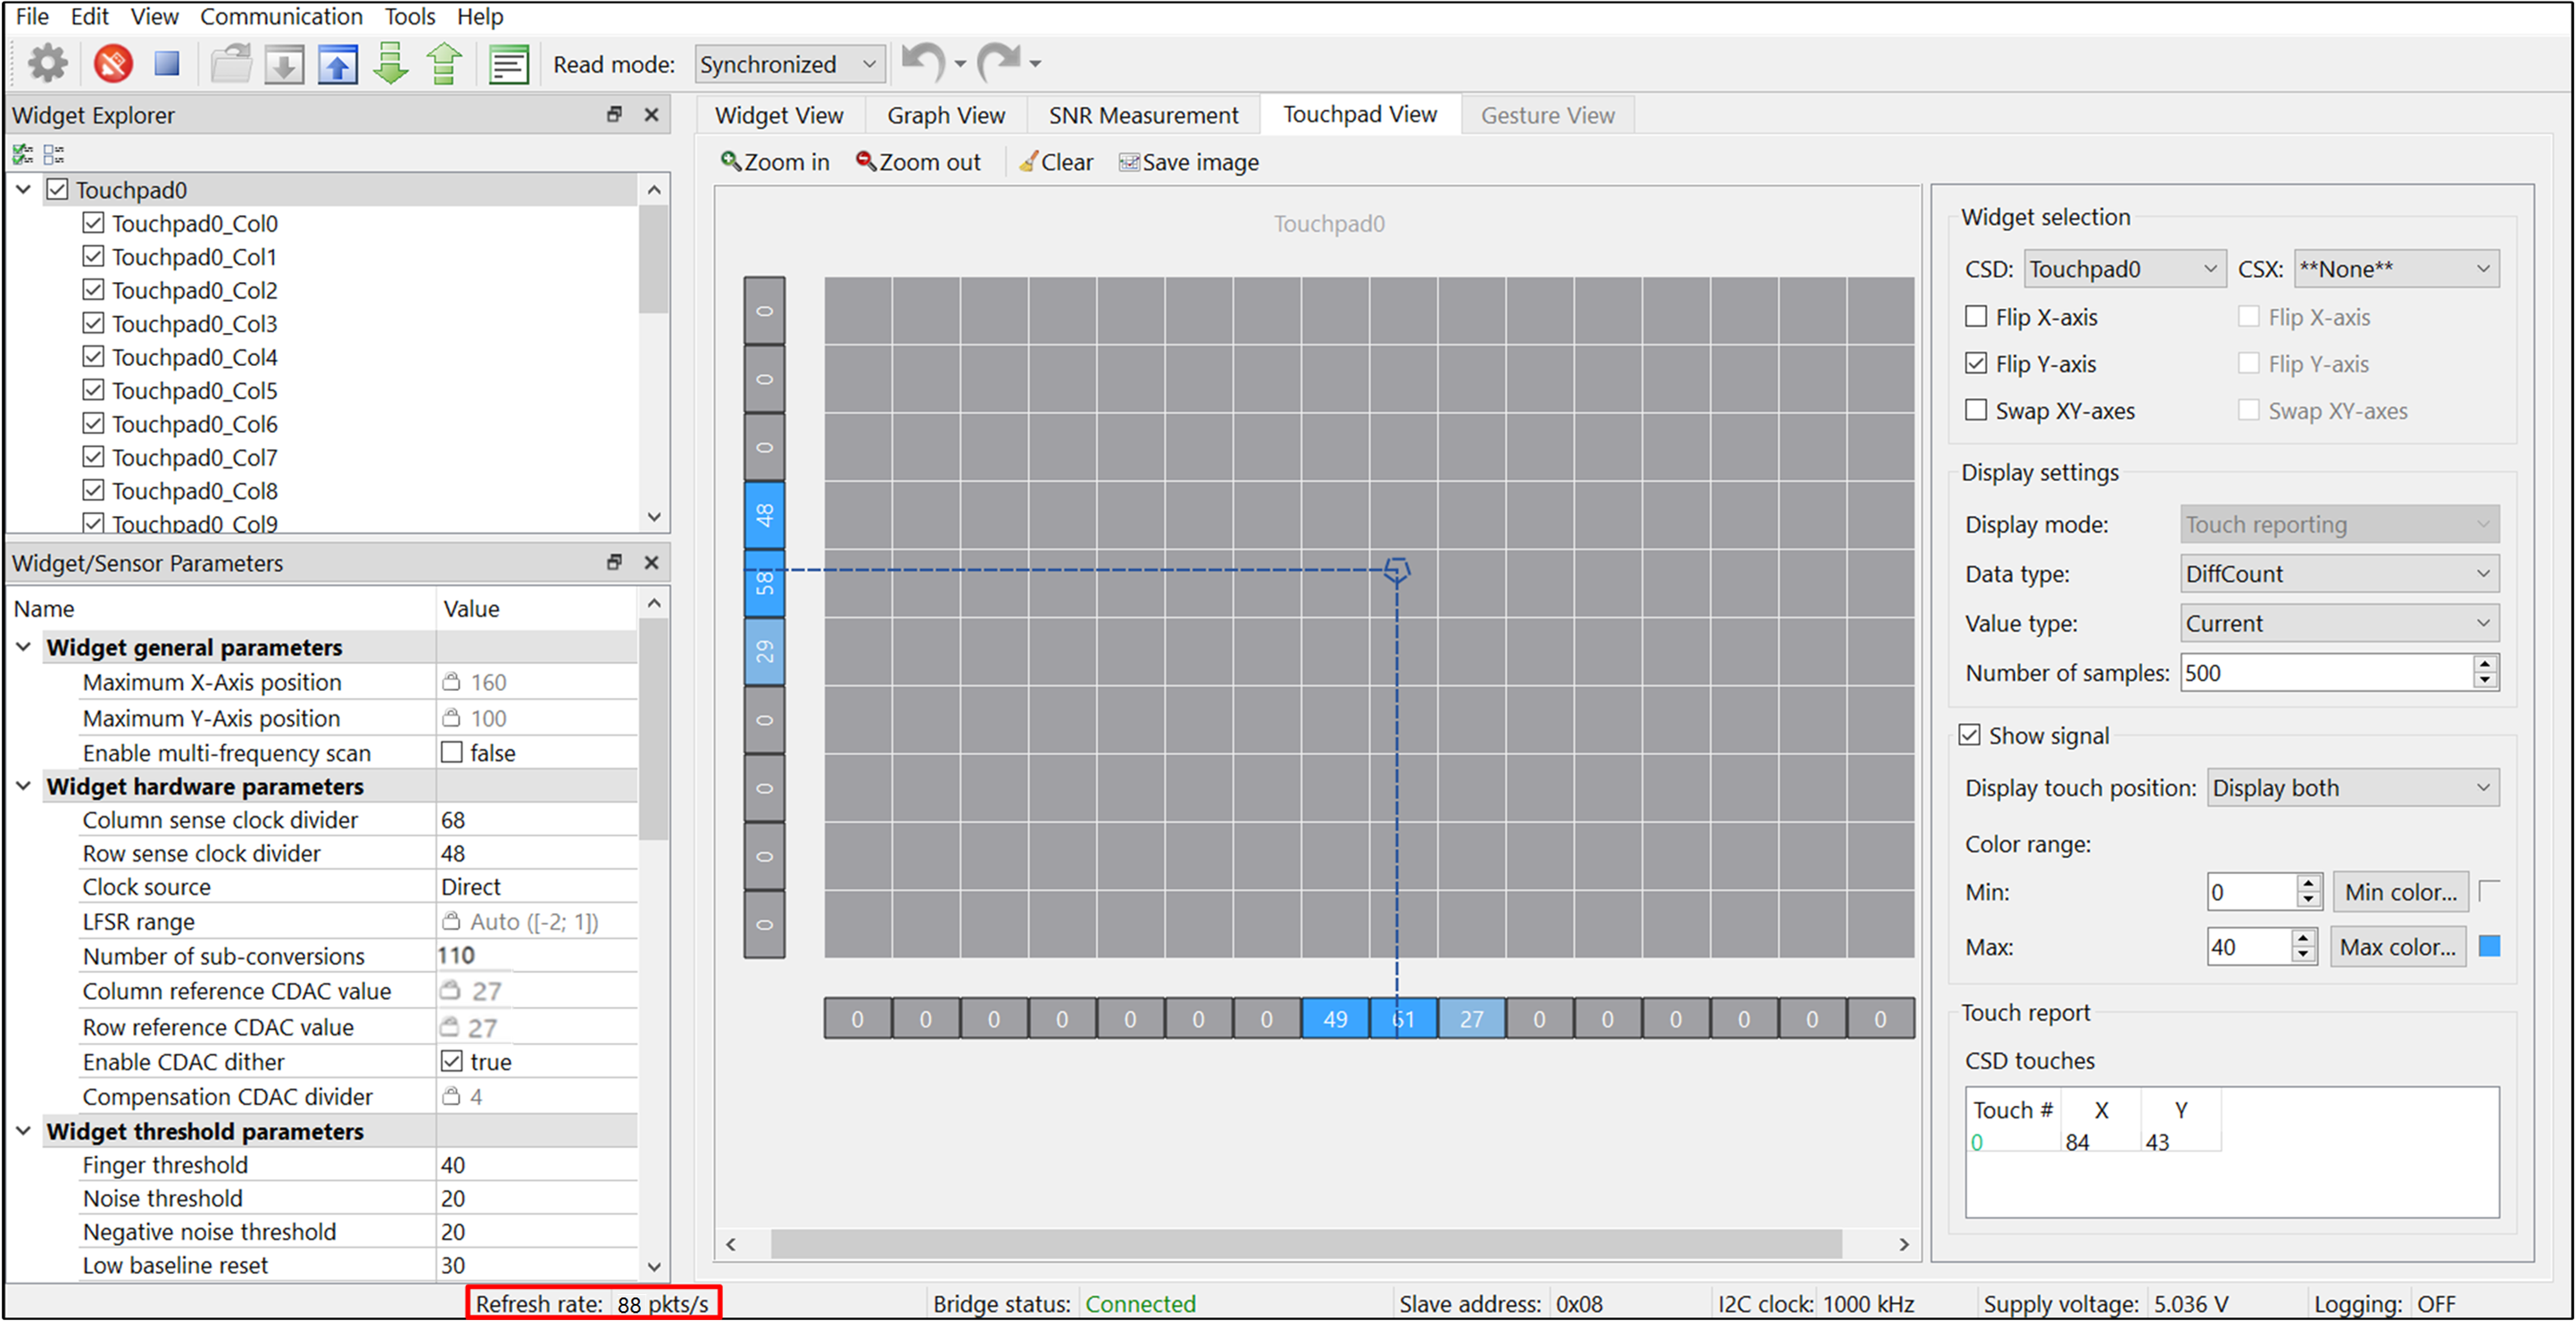 File Edit View Communication Tools Help
Read mode: Synchronized
Widget Explorer
Touchpad0
Touchpad0_Col0
Touchpad0_Col1
Touchpad0_Col2
Touchpad0_Col3
Touchpad0_Col4
Touchpad0_Col5
Touchpad0_Col6
Touchpad0_Col7
Touchpad0_Col8
Touchpad0_Col9
Widget/Sensor Parameters
Name Value
Widget general parameters
Maximum X-Axis position 160
Maximum Y-Axis position 100
Enable multi-frequency scan false
Widget hardware parameters
Column sense clock divider 68
Row sense clock divider 48
Clock source Direct
LFSR range Auto ([-2; 1])
Number of sub-conversions 110
Column reference CDAC value 27
Row reference CDAC value 27
Enable CDAC dither true
Compensation CDAC divider 4
Widget threshold parameters
Finger threshold 40
Noise threshold 20
Negative noise threshold 20
Low baseline reset 30
Widget View Graph View SNR Measurement Touchpad View Gesture View
Zoom in Zoom out Clear Save image
Touchpad0
0
0
0
48
58
29
0
0
0
0
0 0 0 0 0 0 0 49 61 27 0 0 0 0 0 0
Widget selection
CSD: Touchpad0 CSX: **None**
Flip X-axis Flip X-axis
Flip Y-axis Flip Y-axis
Swap XY-axes Swap XY-axes
Display settings
Display mode: Touch reporting
Data type: DiffCount
Value type: Current
Number of samples: 500
Show signal
Display touch position: Display both
Color range:
Min: 0 Min color...
Max: 40 Max color...
Touch report
CSD touches
Touch # X Y
0 84 43
Refresh rate: 88 pkts/s Bridge status: Connected Slave address: 0x08 I2C clock: 1000 kHz Supply voltage: 5.036 V Logging: OFF